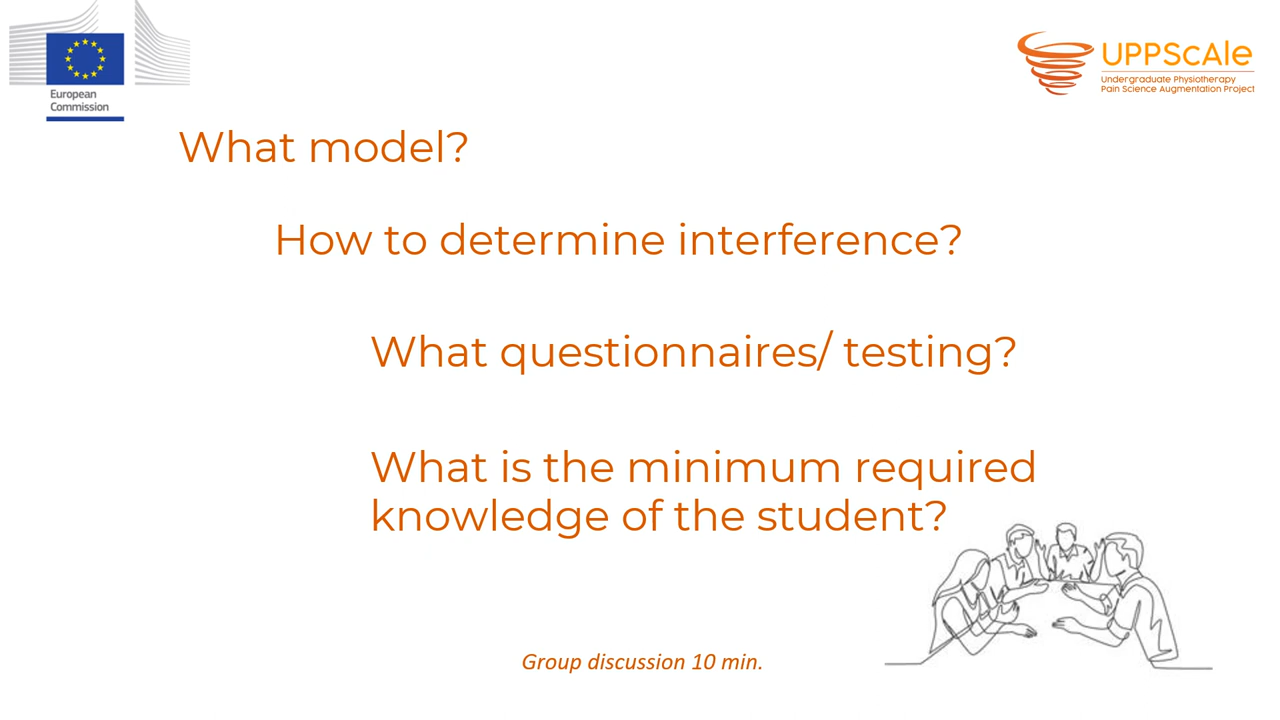 European
Commission
UPPScale
Undergraduate Physiotherapy
Pain Science Augmentation Project
What model?
How to determine interference?
What questionnaires/ testing?
What is the minimum required
knowledge of the student?
Group discussion 10 min.